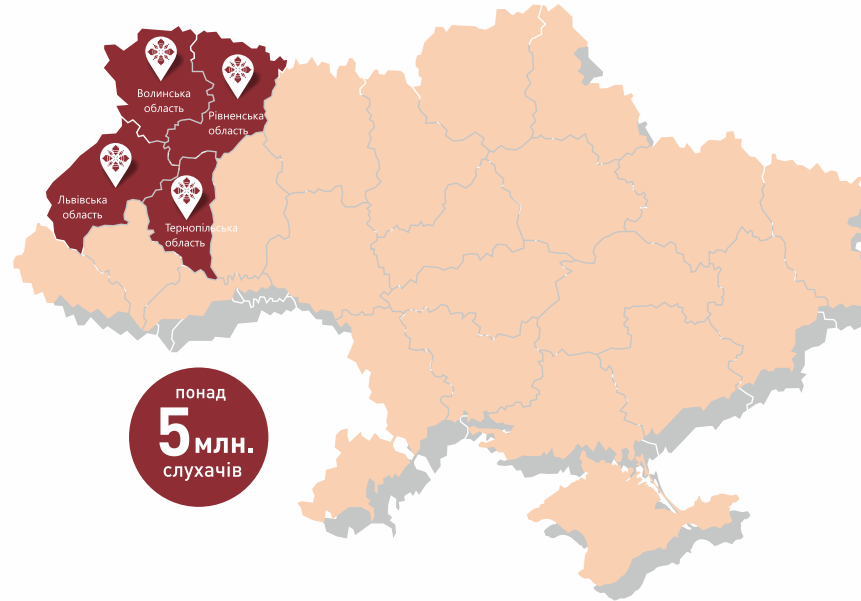 Волинська
область
Рівненська
область
Львівська
область
Тернопільська
область
понад
5 млн.
слухачів